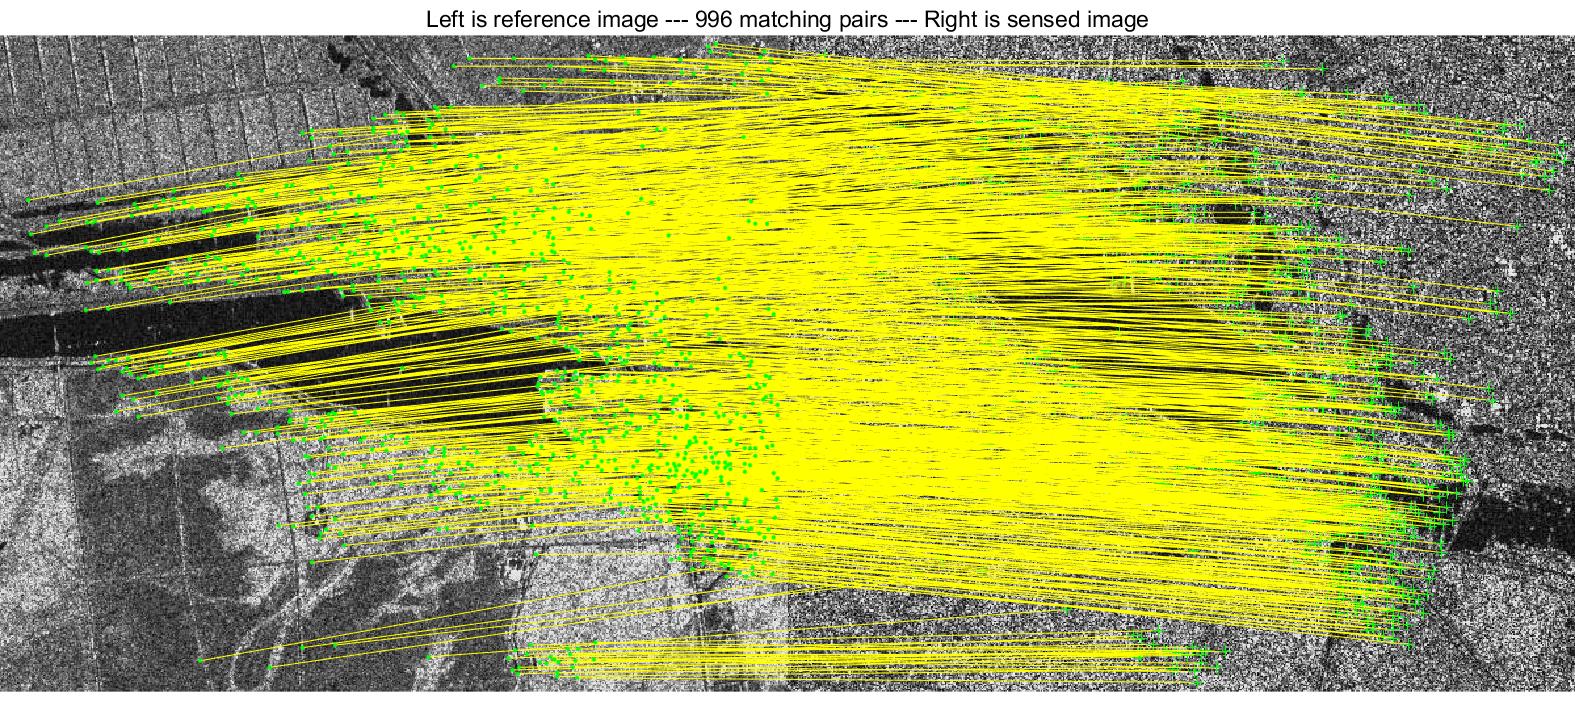 Left is reference image --- 996 matching pairs --- Right is sensed image